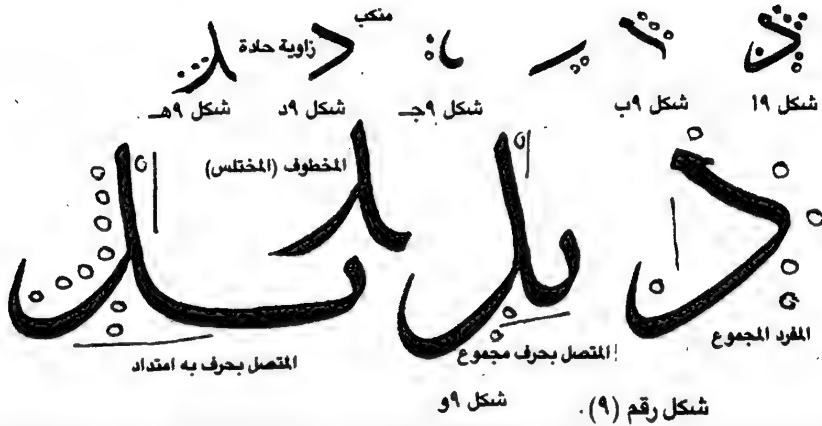 منكب
زاوية حادة
شكل ٩أ شكل ٩ب شكل ٩جـ شكل ٩د شكل ٩هـ
المخطوف (المختلس)
المفرد المجموع
المتصل بحرف مجموع
المتصل بحرف به امتداد
شكل ٩و
شكل رقم (٩).